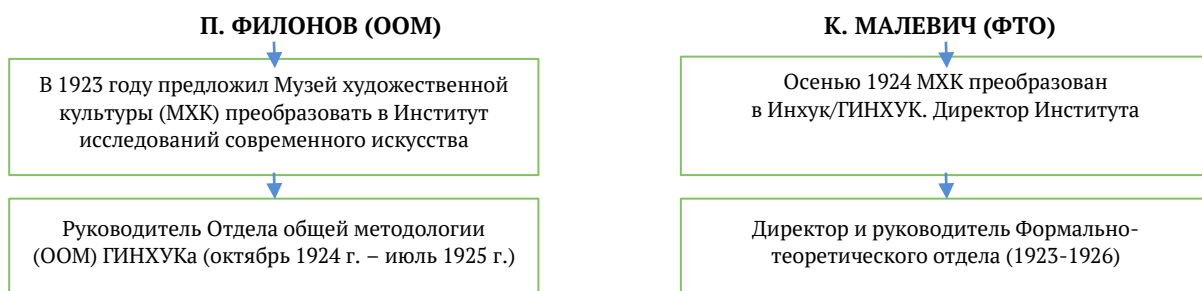 П. ФИЛОНОВ (ООМ)
В 1923 году предложил Музей художественной
культуры (МХК) преобразовать в Институт
исследований современного искусства
Руководитель Отдела общей методологии
(ООМ) ГИНХУКа (октябрь 1924 г. – июль 1925 г.)
К. МАЛЕВИЧ (ФТО)
Осенью 1924 МХК преобразован
в Инхук/ГИНХУК. Директор Института
Директор и руководитель Формально-
теоретического отдела (1923-1926)